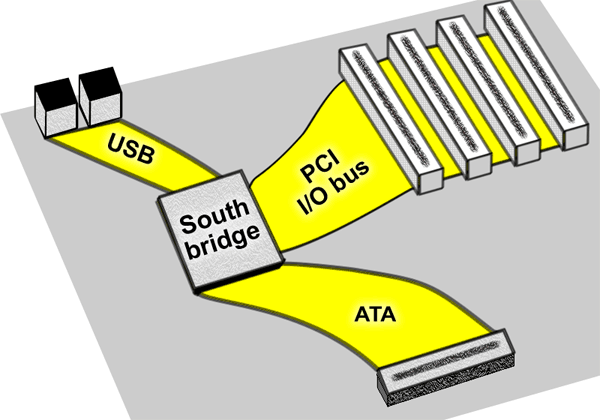 USB
PCI
I/O bus
South
bridge
ATA